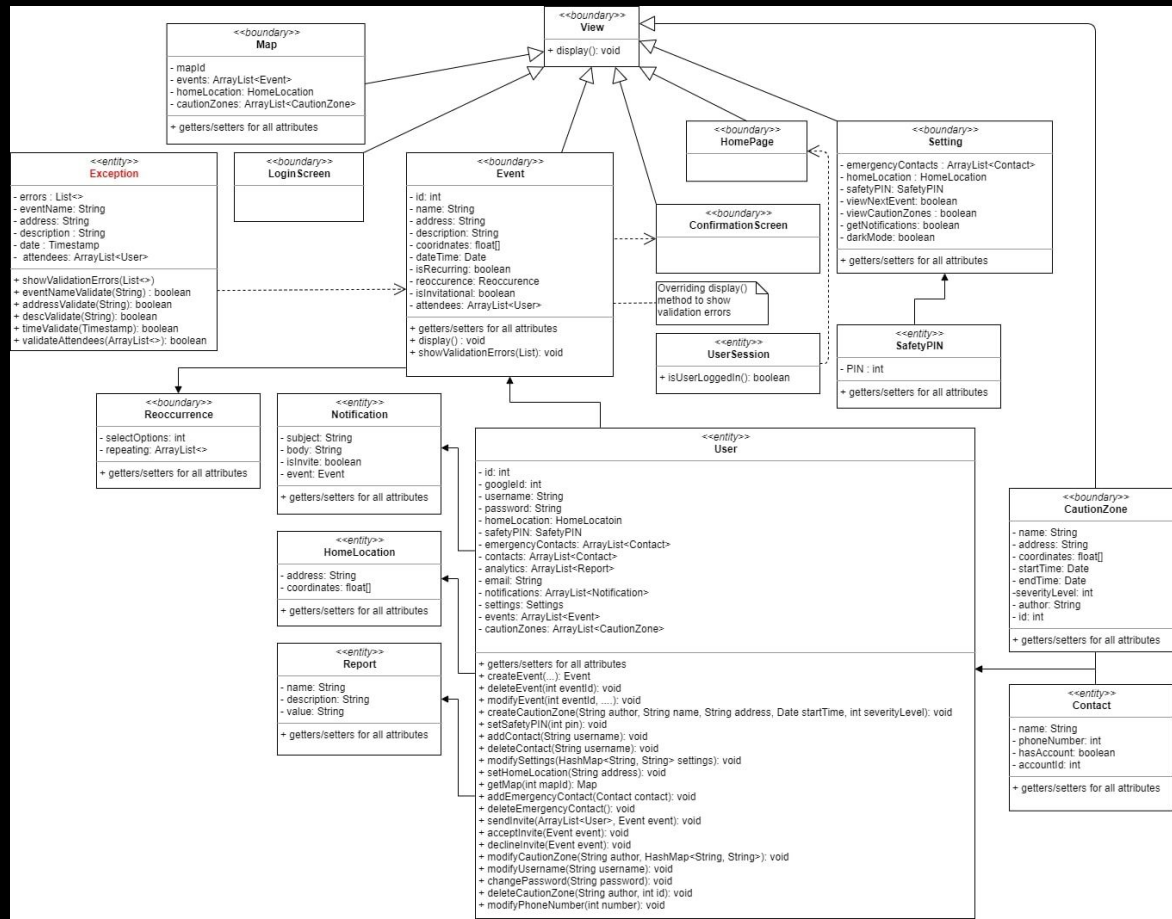 <<boundary>>
View
+ display(): void
<<boundary>>
Map
- mapId
- events: ArrayList<Event>
- homeLocation: HomeLocation
- cautionZones: ArrayList<CautionZone>
+ getters/setters for all attributes
<<entity>>
Exception
- errors : List<>
- eventName: String
- address: String
- description : String
- date : Timestamp
- attendees: ArrayList<User>
+ showValidationErrors(List<>)
+ eventNameValidate(String) : boolean
+ addressValidate(String): boolean
+ descValidate(String): boolean
+ timeValidate(Timestamp): boolean
+ validateAttendees(ArrayList<>): boolean
<<boundary>>
LoginScreen
<<boundary>>
Event
- id: int
- name: String
- address: String
- description: String
- cooridnates: float[]
- dateTime: Date
- isRecurring: boolean
- reoccurence: Reoccurence
- isInvitational: boolean
- attendees: ArrayList<User>
+ getters/setters for all attributes
+ display() : void
+ showValidationErrors(List): void
<<boundary>>
HomePage
<<boundary>>
ConfirmationScreen
Overriding display()
method to show
validation errors
<<entity>>
UserSession
+ isUserLoggedIn(): boolean
<<boundary>>
Setting
- emergencyContacts : ArrayList<Contact>
- homeLocation : HomeLocation
- safetyPIN: SafetyPIN
- viewNextEvent: boolean
- viewCautionZones : boolean
- getNotifications: boolean
- darkMode: boolean
+ getters/setters for all attributes
<<entity>>
SafetyPIN
- PIN : int
+ getters/setters for all attributes
<<boundary>>
Reoccurrence
- selectOptions: int
- repeating: ArrayList<>
+ getters/setters for all attributes
<<entity>>
Notification
- subject: String
- body: String
- isInvite: boolean
- event: Event
+ getters/setters for all attributes
<<entity>>
HomeLocation
- address: String
- coordinates: float[]
+ getters/setters for all attributes
<<entity>>
Report
- name: String
- description: String
- value: String
+ getters/setters for all attributes
<<entity>>
User
- id: int
- googleId: int
- username: String
- password: String
- homeLocation: HomeLocatoin
- safetyPIN: SafetyPIN
- emergencyContacts: ArrayList<Contact>
- contacts: ArrayList<Contact>
- analytics: ArrayList<Report>
- email: String
- notifications: ArrayList<Notification>
- settings: Settings
- events: ArrayList<Event>
- cautionZones: ArrayList<CautionZone>
+ getters/setters for all attributes
+ createEvent(...): Event
+ deleteEvent(int eventId): void
+ modifyEvent(int eventId, ....): void
+ createCautionZone(String author, String name, String address, Date startTime, int severityLevel): void
+ setSafetyPIN(int pin): void
+ addContact(String username): void
+ deleteContact(String username): void
+ modifySettings(HashMap<String, String> settings): void
+ setHomeLocation(String address): void
+ getMap(int mapId): Map
+ addEmergencyContact(Contact contact): void
+ deleteEmergencyContact(): void
+ sendInvite(ArrayList<User>, Event event): void
+ acceptInvite(Event event): void
+ declineInvite(Event event): void
+ modifyCautionZone(String author, HashMap<String, String>): void
+ modifyUsername(String username): void
+ changePassword(String password): void
+ deleteCautionZone(String author, int id): void
+ modifyPhoneNumber(int number): void
<<boundary>>
CautionZone
- name: String
- address: String
- coordinates: float[]
- startTime: Date
- endTime: Date
-severityLevel: int
- author: String
- id: int
+ getters/setters for all attributes
<<entity>>
Contact
- name: String
- phoneNumber: int
- hasAccount: boolean
- accountId: int
+ getters/setters for all attributes